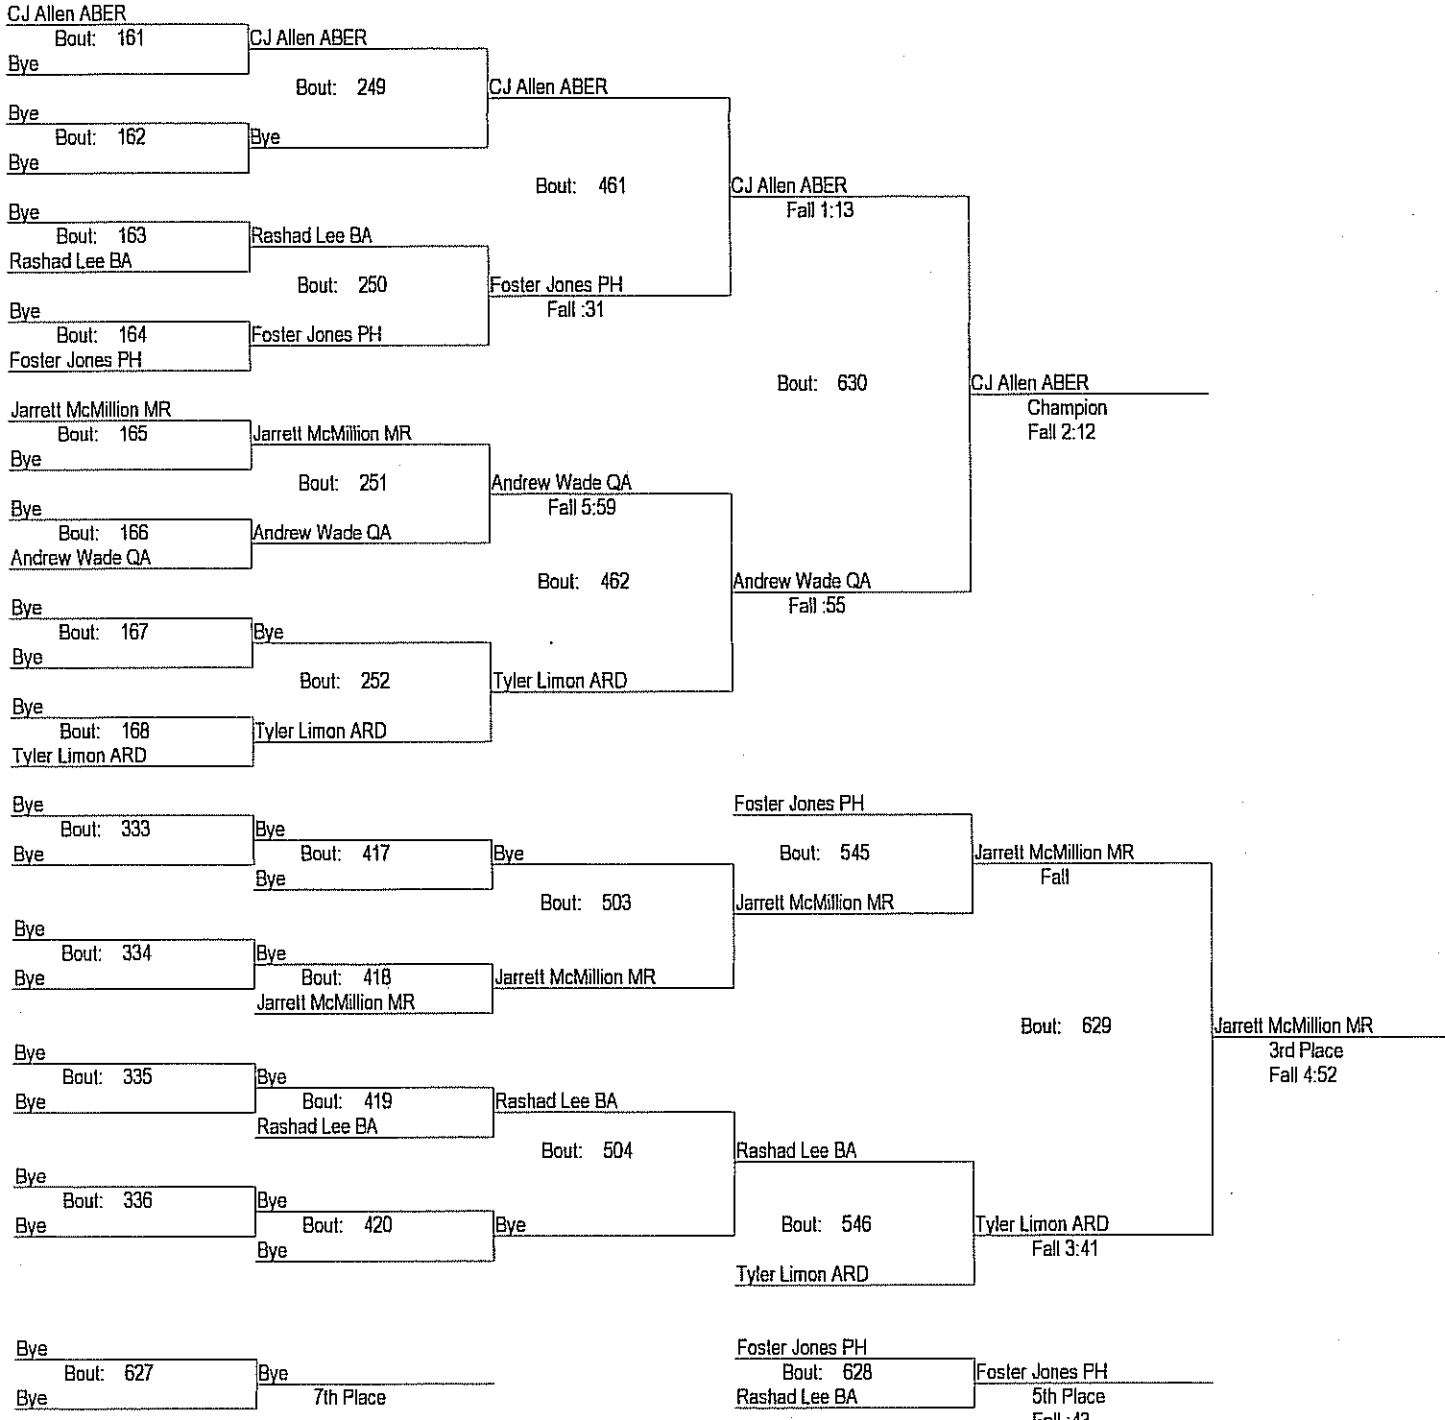 CJ Allen ABER
Bout: 161
Bye
CJ Allen ABER
Bout: 249
CJ Allen ABER
Bye
Bout: 162
Bye
Bye
Bout: 461
CJ Allen ABER
Fall 1:13
Bye
Bout: 163
Rashad Lee BA
Rashad Lee BA
Bout: 250
Foster Jones PH
Fall :31
Bye
Bout: 164
Foster Jones PH
Foster Jones PH
Bout: 630
CJ Allen ABER
Champion
Fall 2:12
Jarrett McMillion MR
Bout: 165
Bye
Jarrett McMillion MR
Bout: 251
Andrew Wade QA
Fall 5:59
Bye
Bout: 166
Andrew Wade QA
Andrew Wade QA
Bout: 462
Andrew Wade QA
Fall :55
Bye
Bout: 167
Bye
Bye
Bout: 252
Tyler Limon ARD
Bye
Bout: 168
Tyler Limon ARD
Tyler Limon ARD
Bye
Bout: 333
Bye
Bye
Bout: 417
Bye
Bye
Bout: 503
Foster Jones PH
Bout: 545
Jarrett McMillion MR
Jarrett McMillion MR
Fall
Bye
Bout: 334
Bye
Bye
Bout: 418
Jarrett McMillion MR
Jarrett McMillion MR
Bout: 629
Jarrett McMillion MR
3rd Place
Fall 4:52
Bye
Bout: 335
Bye
Bye
Bout: 419
Rashad Lee BA
Rashad Lee BA
Bout: 504
Rashad Lee BA
Bye
Bout: 336
Bye
Bye
Bout: 420
Bye
Bye
Bout: 546
Tyler Limon ARD
Tyler Limon ARD
Fall 3:41
Bye
Bout: 627
Bye
Bye
7th Place
Foster Jones PH
Bout: 628
Rashad Lee BA
Foster Jones PH
5th Place
Fall :43